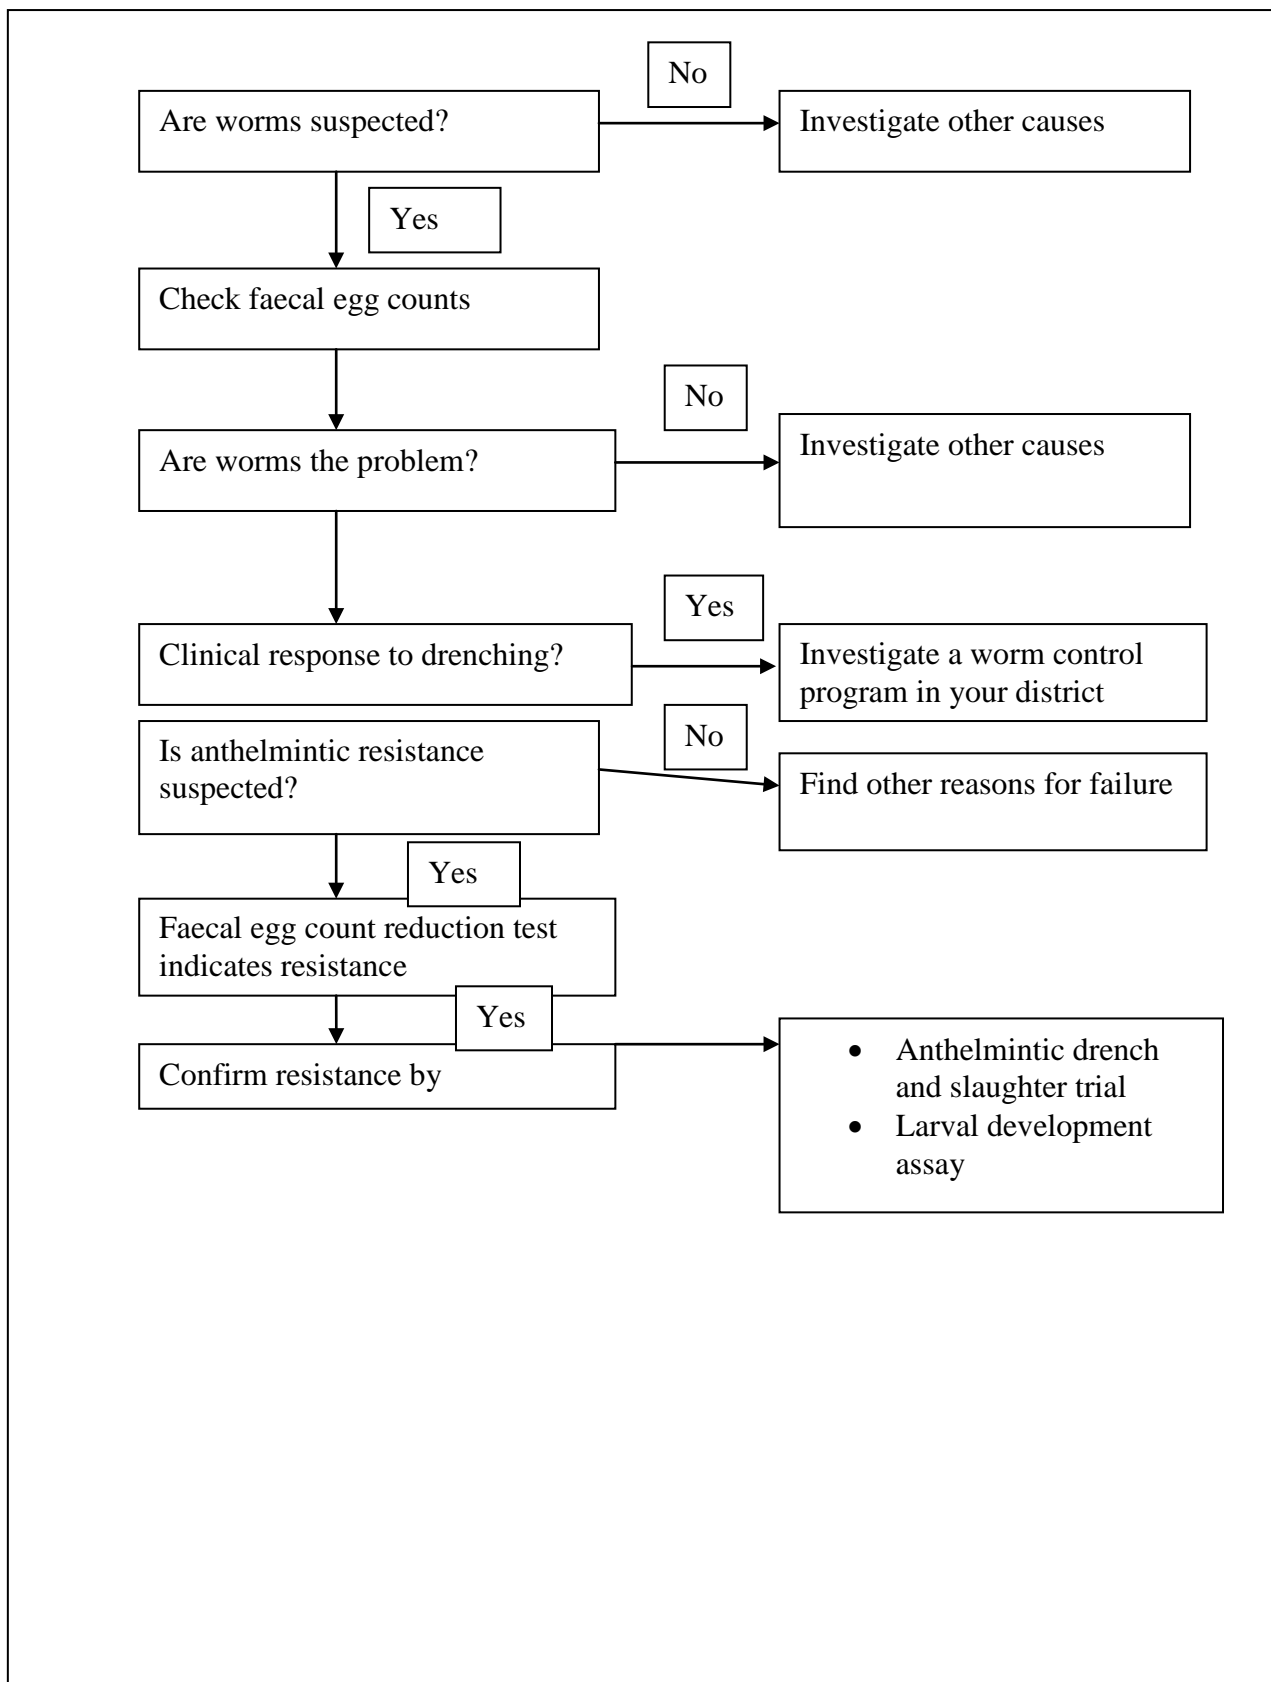 No
Are worms suspected?
Investigate other causes
Yes
Check faecal egg counts
No
Are worms the problem?
Investigate other causes
Yes
Clinical response to drenching?
Investigate a worm control
program in your district
No
Is anthelmintic resistance
suspected?
Find other reasons for failure
Yes
Faecal egg count reduction test
indicates resistance
Yes
Confirm resistance by
• Anthelmintic drench
and slaughter trial
• Larval development
assay